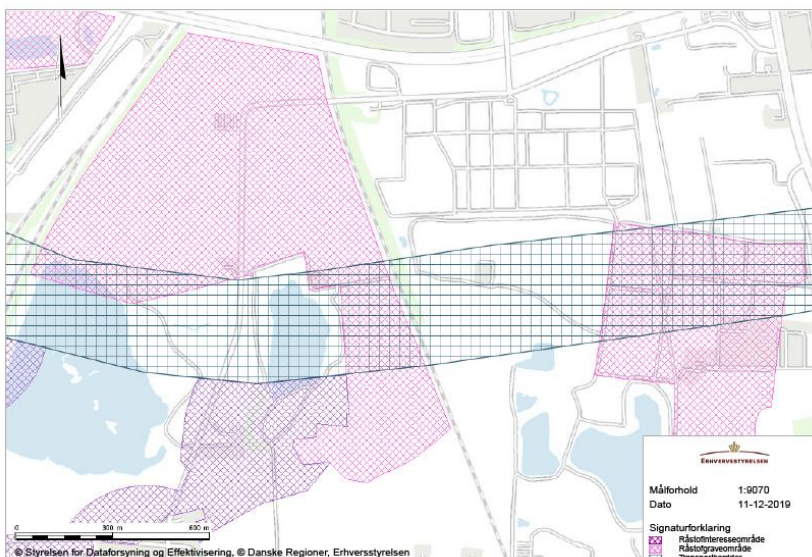 ERHVERVSSTYRELSEN
Målforhold 1:9070
Dato 11-12-2019
Signaturforklaring
Råstofinteresseområde
Råstofgraveområde
0 300 m 600 m
© Styrelsen for Dataforsyning og Effektivisering, © Danske Regioner, Erhversstyrelsen